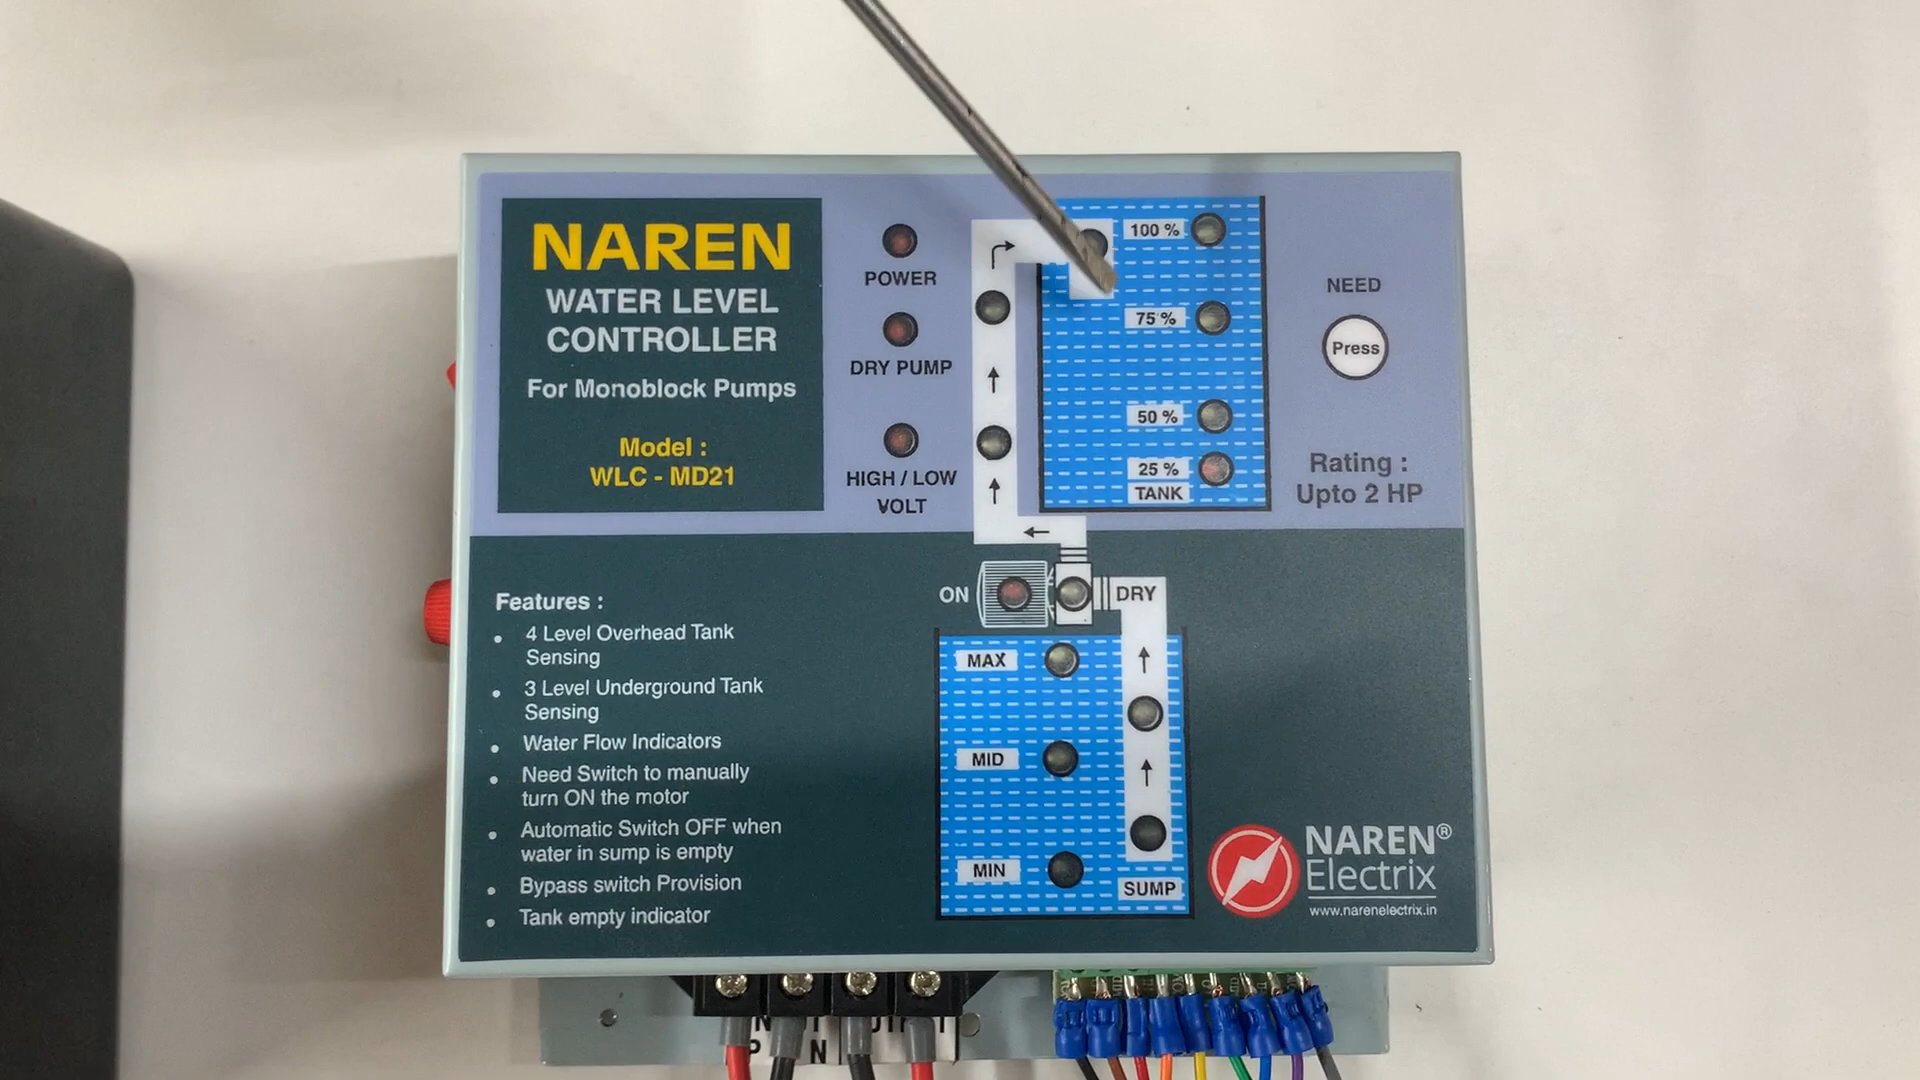 NAREN
WATER LEVEL
CONTROLLER
For Monoblock Pumps
Model :
WLC - MD21
POWER
DRY PUMP
HIGH / LOW
VOLT
100 %
75 %
50 %
25 %
TANK
NEED
Press
Rating :
Upto 2 HP
ON
DRY
MAX
MID
MIN
SUMP
Features :
• 4 Level Overhead Tank
Sensing
• 3 Level Underground Tank
Sensing
• Water Flow Indicators
• Need Switch to manually
turn ON the motor
• Automatic Switch OFF when
water in sump is empty
• Bypass switch Provision
• Tank empty indicator
NAREN®
Electrix
www.narenelectrix.in
P N